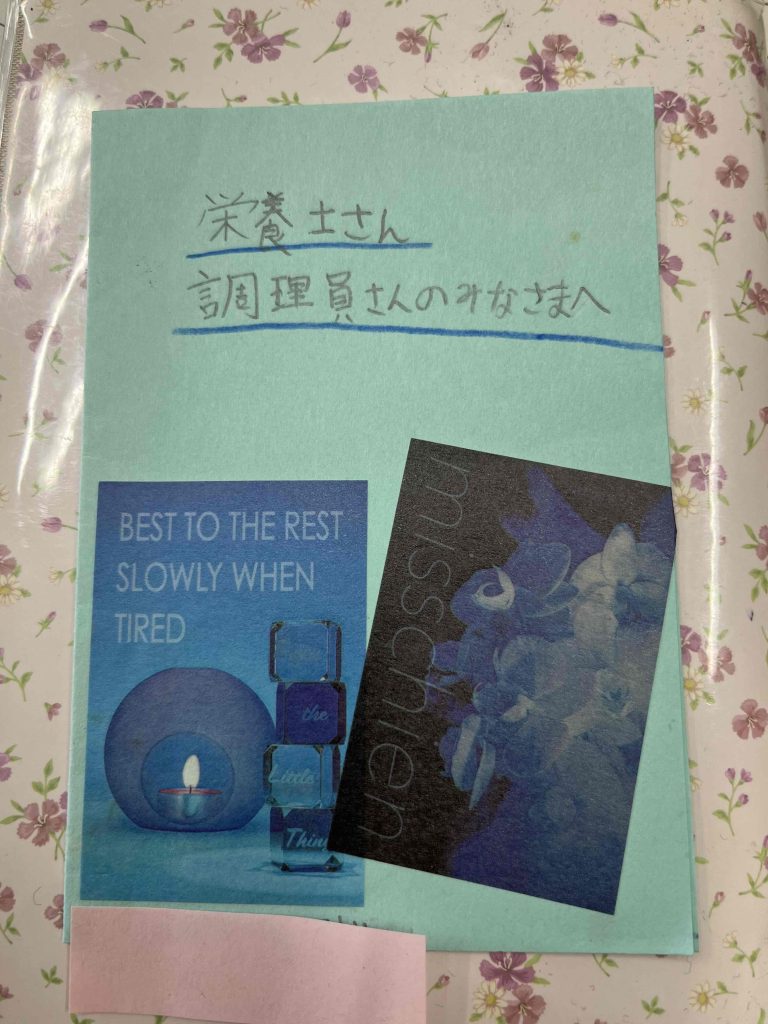 栄養士さん
調理員さんのみなさまへ
BEST TO THE REST
SLOWLY WHEN
TIRED
the
Little
Thin
misschien